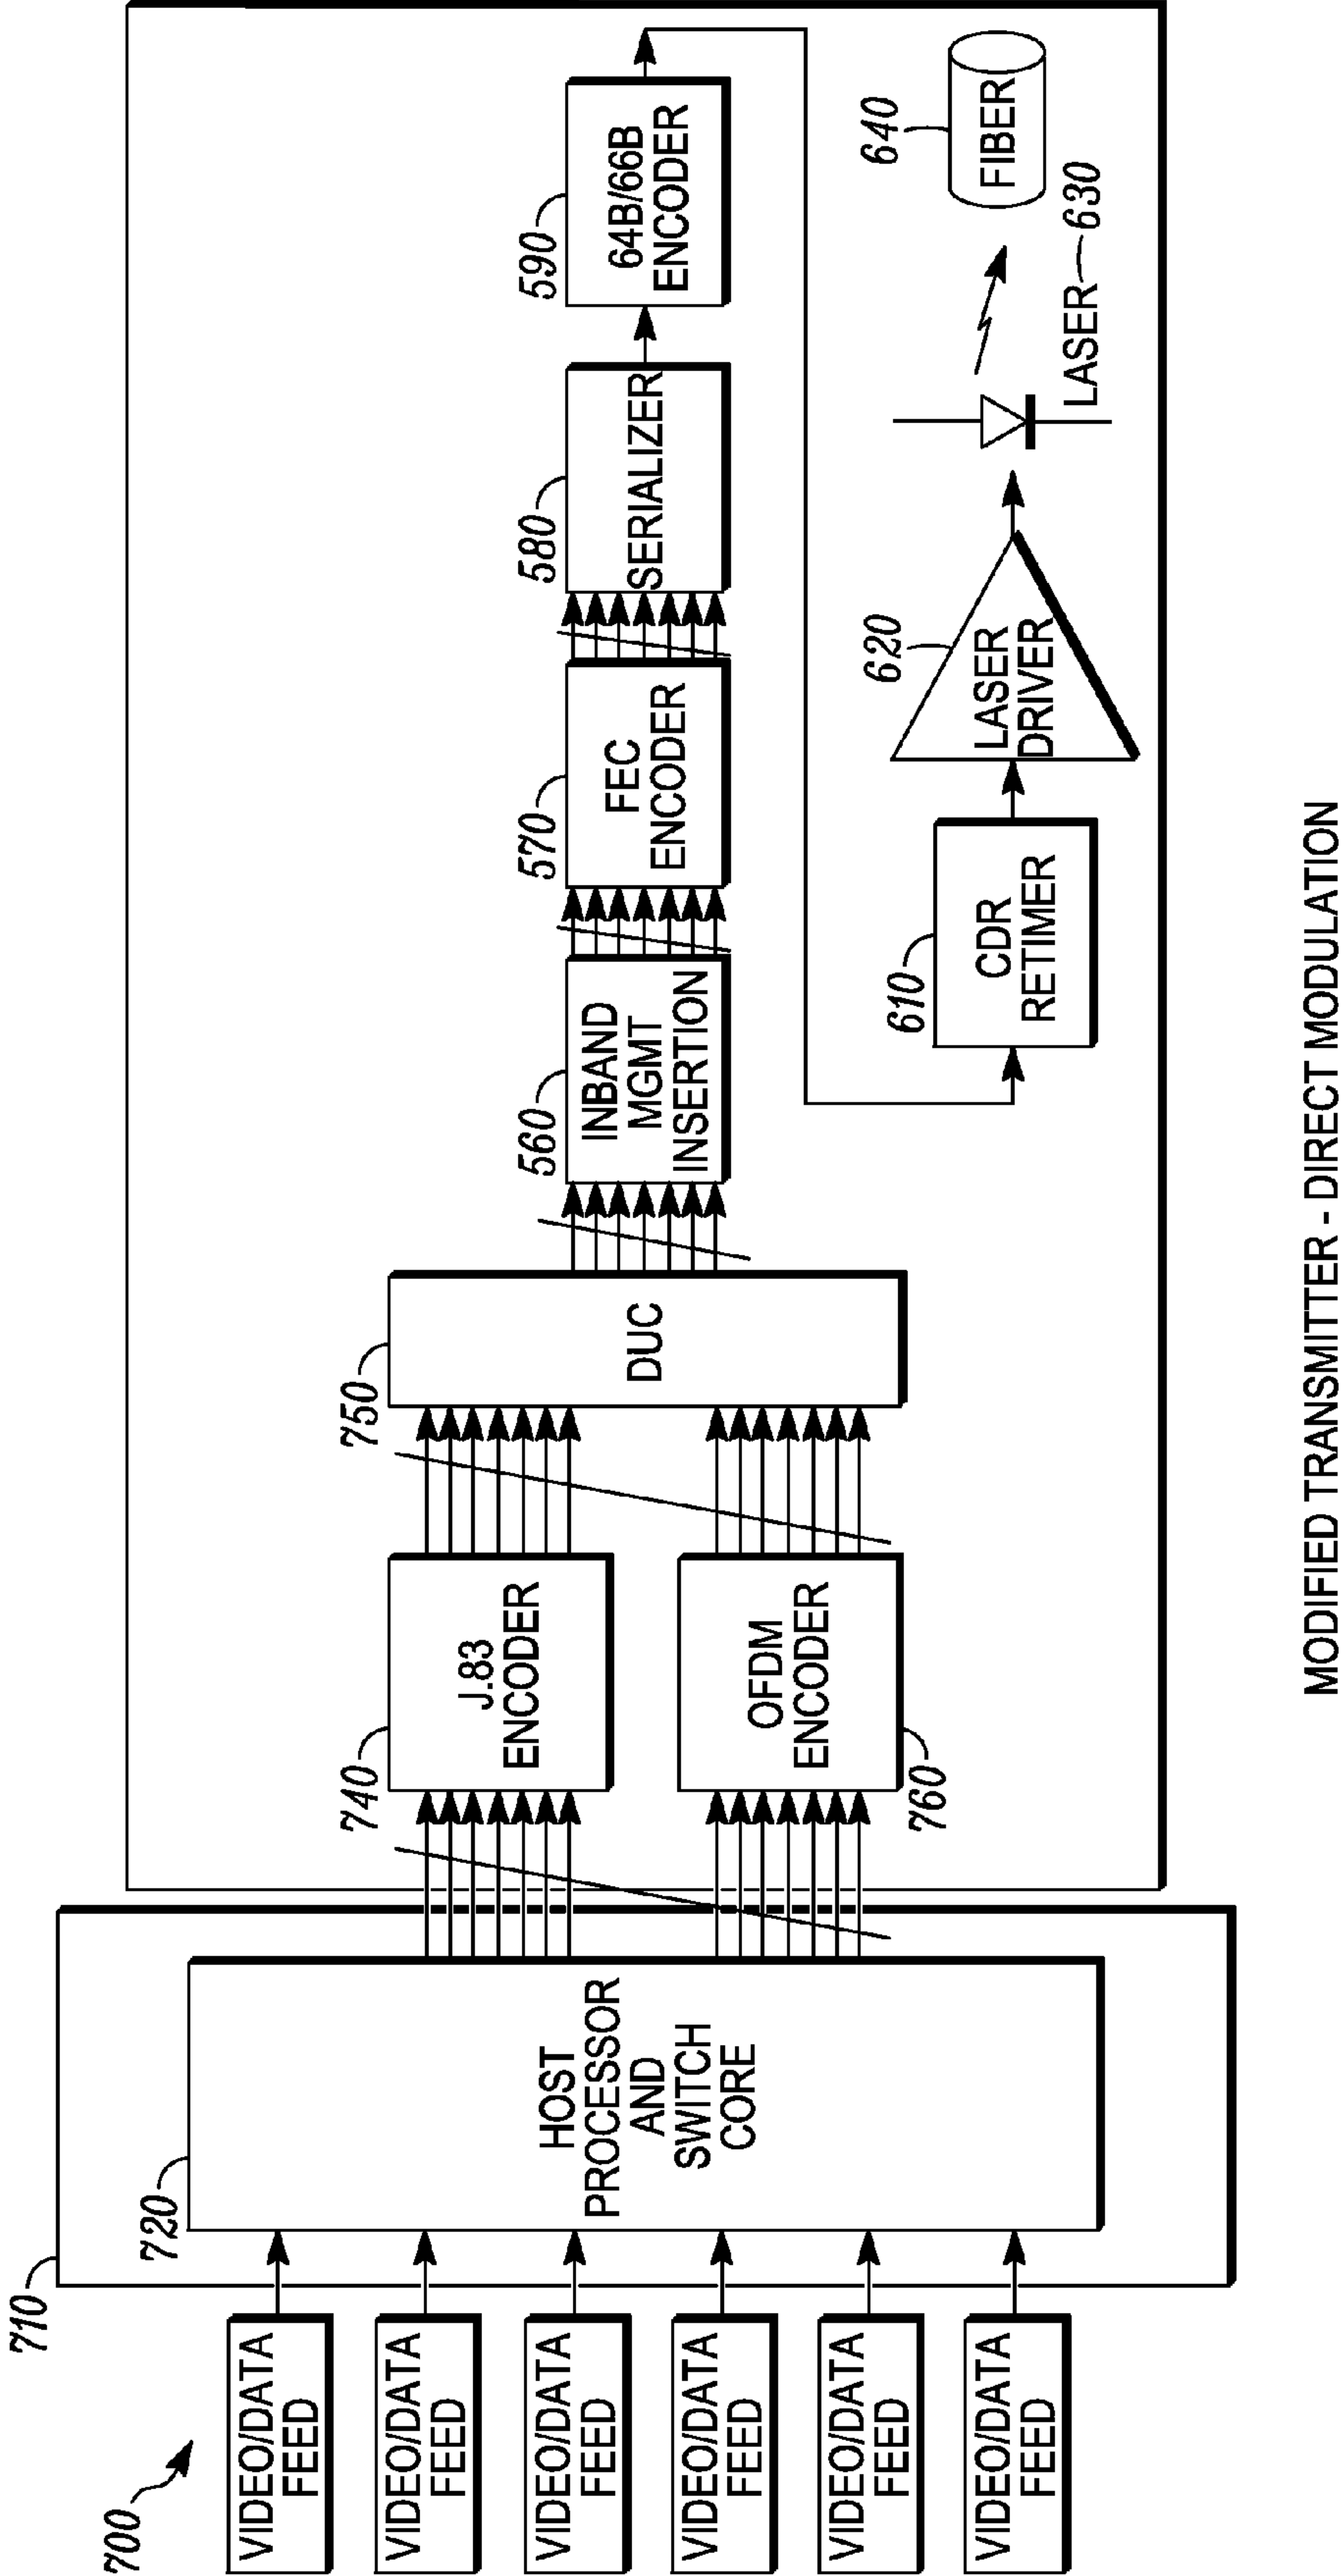 700
VIDEO/DATA
FEED
VIDEO/DATA
FEED
VIDEO/DATA
FEED
VIDEO/DATA
FEED
VIDEO/DATA
FEED
VIDEO/DATA
FEED
710
720
HOST
PROCESSOR
AND
SWITCH
CORE
740
J.83
ENCODER
OFDM
ENCODER
760
750
DUC
560
INBAND
MGMT
INSERTION
570
FEC
ENCODER
580
SERIALIZER
590
64B/66B
ENCODER
610
CDR
RETIMER
620
LASER
DRIVER
LASER 630
640
FIBER
MODIFIED TRANSMITTER - DIRECT MODULATION